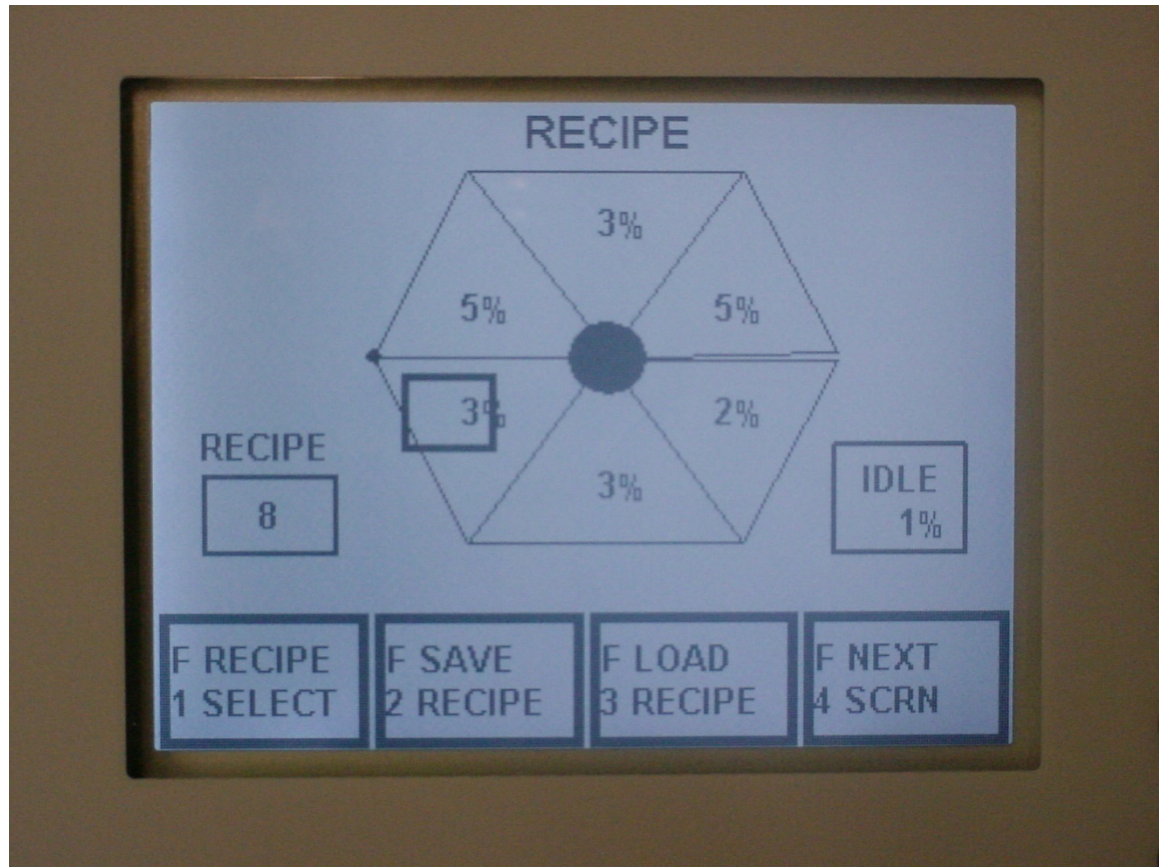 RECIPE
3%
5%
5%
3%
2%
3%
RECIPE
8
IDLE
1%
F RECIPE
1 SELECT
F SAVE
2 RECIPE
F LOAD
3 RECIPE
F NEXT
4 SCRN